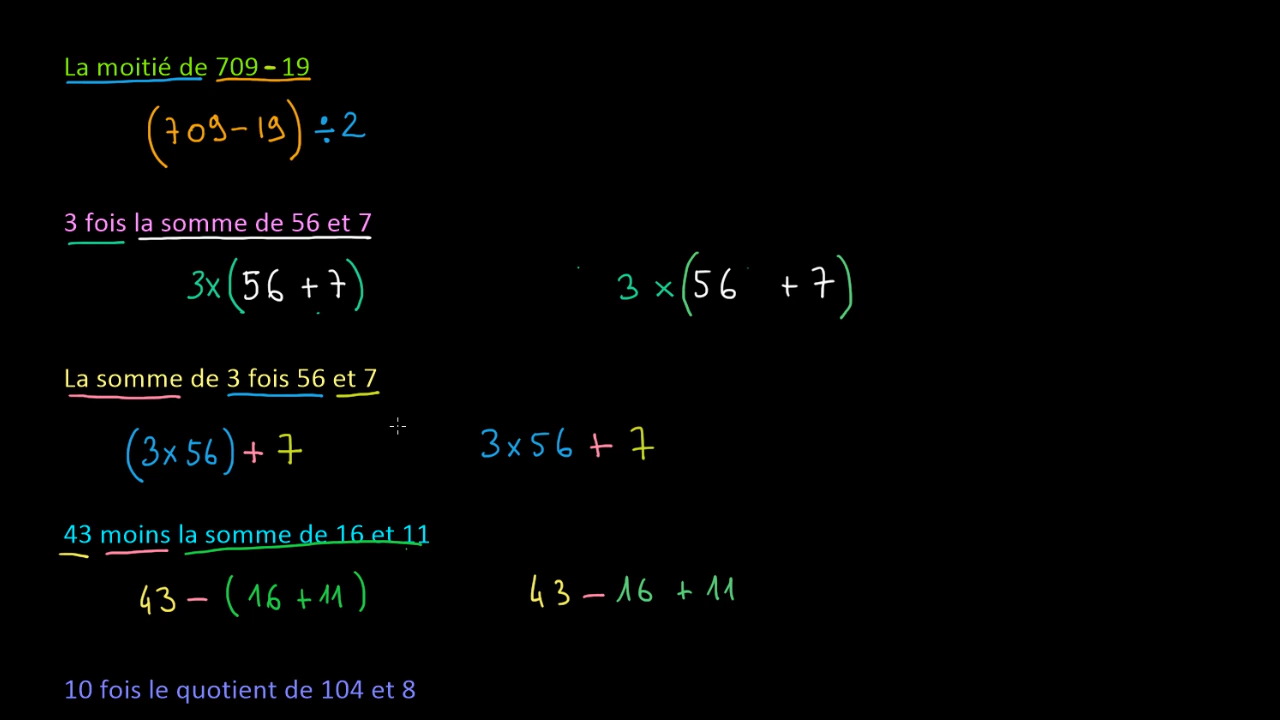 La moitié de 709 - 19
(709 - 19) ÷ 2
3 fois la somme de 56 et 7
3 x (56 + 7) 3 x (56 + 7)
La somme de 3 fois 56 et 7
(3 x 56) + 7 3 x 56 + 7
43 moins la somme de 16 et 11
43 - (16 + 11) 43 - 16 + 11
10 fois le quotient de 104 et 8